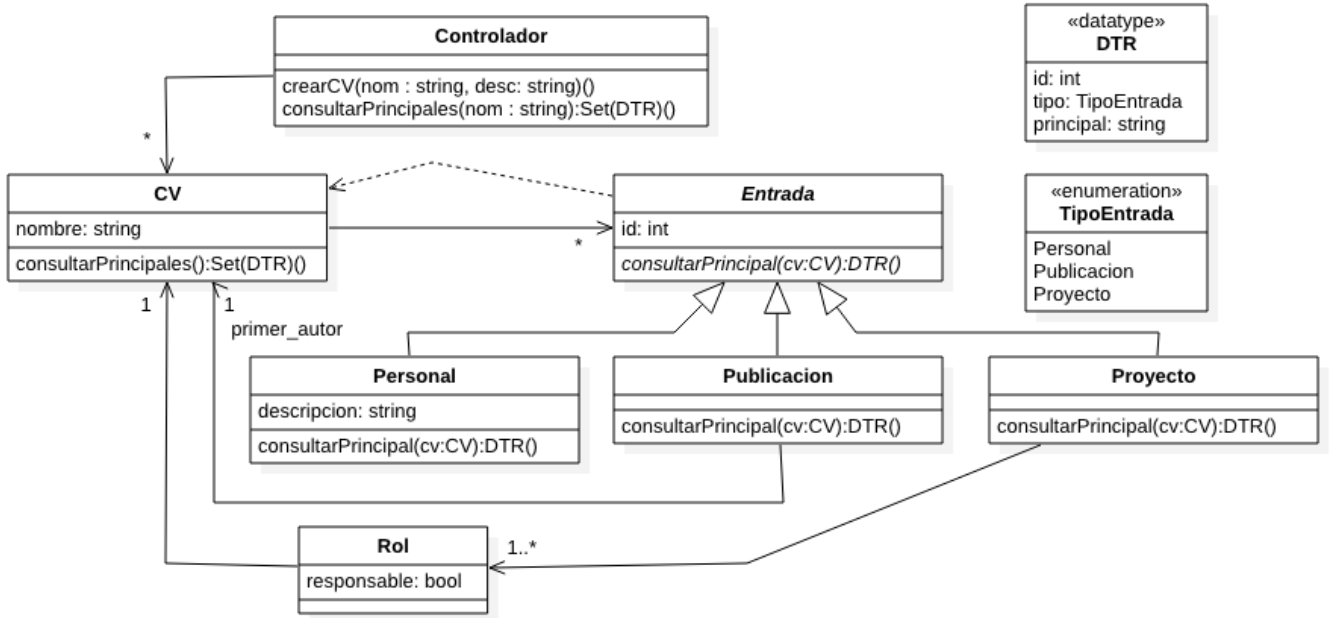 Controlador
crearCV(nom : string, desc: string)()
consultarPrincipales(nom : string):Set(DTR)()
«datatype»
DTR
id: int
tipo: TipoEntrada
principal: string
*
CV
nombre: string
consultarPrincipales():Set(DTR)()
*
Entrada
id: int
consultarPrincipal(cv:CV):DTR()
«enumeration»
TipoEntrada
Personal
Publicacion
Proyecto
1
1
primer_autor
Personal
descripcion: string
consultarPrincipal(cv:CV):DTR()
Publicacion
consultarPrincipal(cv:CV):DTR()
Proyecto
consultarPrincipal(cv:CV):DTR()
Rol
responsable: bool
1..*